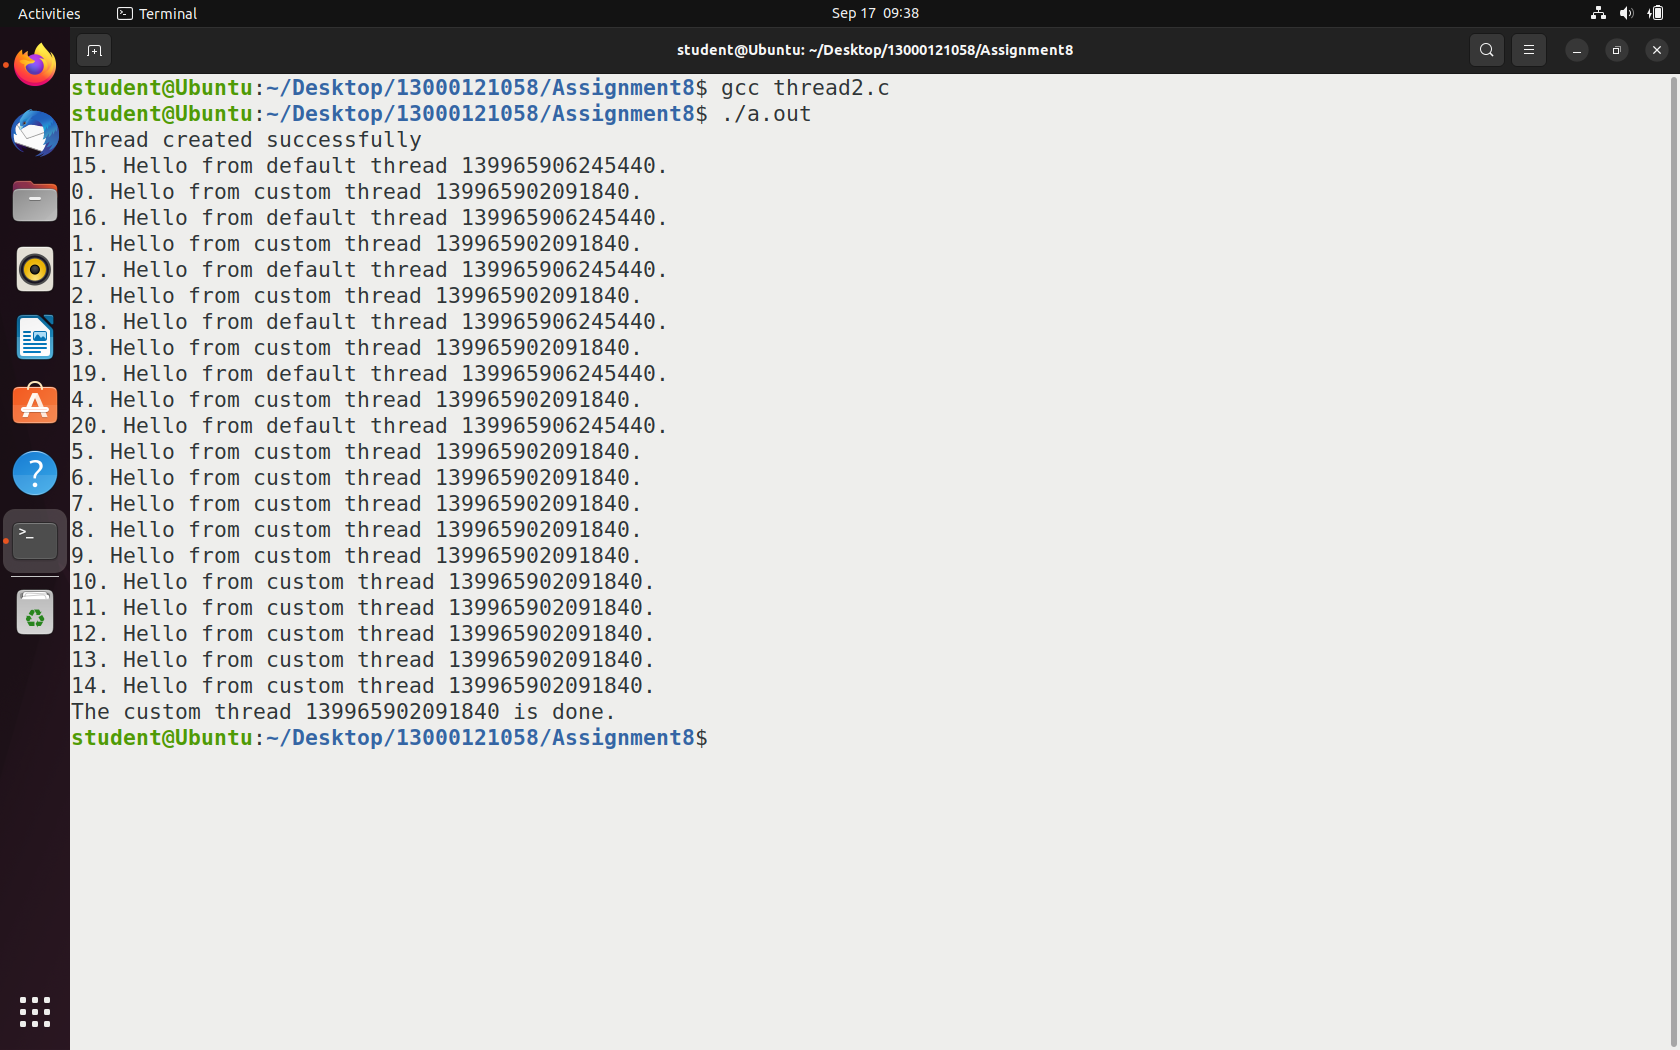 Activities Terminal Sep 17 09:38
student@Ubuntu: ~/Desktop/13000121058/Assignment8
student@Ubuntu:~/Desktop/13000121058/Assignment8$ gcc thread2.c
student@Ubuntu:~/Desktop/13000121058/Assignment8$ ./a.out
Thread created successfully
15. Hello from default thread 139965906245440.
0. Hello from custom thread 139965902091840.
16. Hello from default thread 139965906245440.
1. Hello from custom thread 139965902091840.
17. Hello from default thread 139965906245440.
2. Hello from custom thread 139965902091840.
18. Hello from default thread 139965906245440.
3. Hello from custom thread 139965902091840.
19. Hello from default thread 139965906245440.
4. Hello from custom thread 139965902091840.
20. Hello from default thread 139965906245440.
5. Hello from custom thread 139965902091840.
6. Hello from custom thread 139965902091840.
7. Hello from custom thread 139965902091840.
8. Hello from custom thread 139965902091840.
9. Hello from custom thread 139965902091840.
10. Hello from custom thread 139965902091840.
11. Hello from custom thread 139965902091840.
12. Hello from custom thread 139965902091840.
13. Hello from custom thread 139965902091840.
14. Hello from custom thread 139965902091840.
The custom thread 139965902091840 is done.
student@Ubuntu:~/Desktop/13000121058/Assignment8$